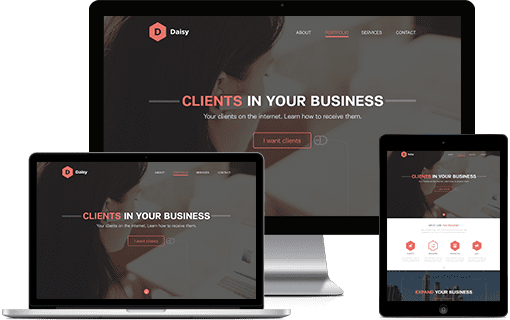 D Daisy
ABOUT PORTFOLIO SERVICES CONTACT
CLIENTS IN YOUR BUSINESS
Your clients on the internet. Learn how to receive them.
I want clients
D Daisy
ABOUT PORTFOLIO SERVICES CONTACT
CLIENTS IN YOUR BUSINESS
Your clients on the internet. Learn how to receive them.
I want clients
Daisy
CLIENTS IN YOUR BUSINESS
EXPAND YOUR BUSINESS